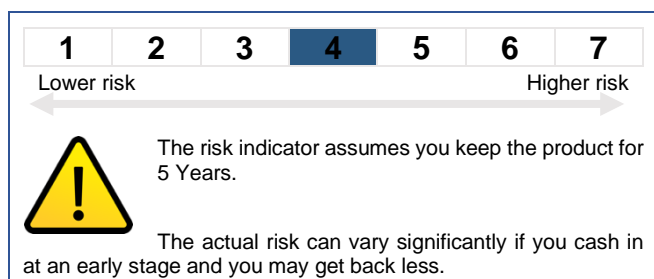 1 2 3 4 5 6 7
Lower risk Higher risk
The risk indicator assumes you keep the product for
5 Years.
The actual risk can vary significantly if you cash in
at an early stage and you may get back less.